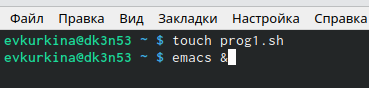 Файл Правка Вид Закладки Настройка Справка
evkurkina@dk3n53 ~ $ touch prog1.sh
evkurkina@dk3n53 ~ $ emacs &